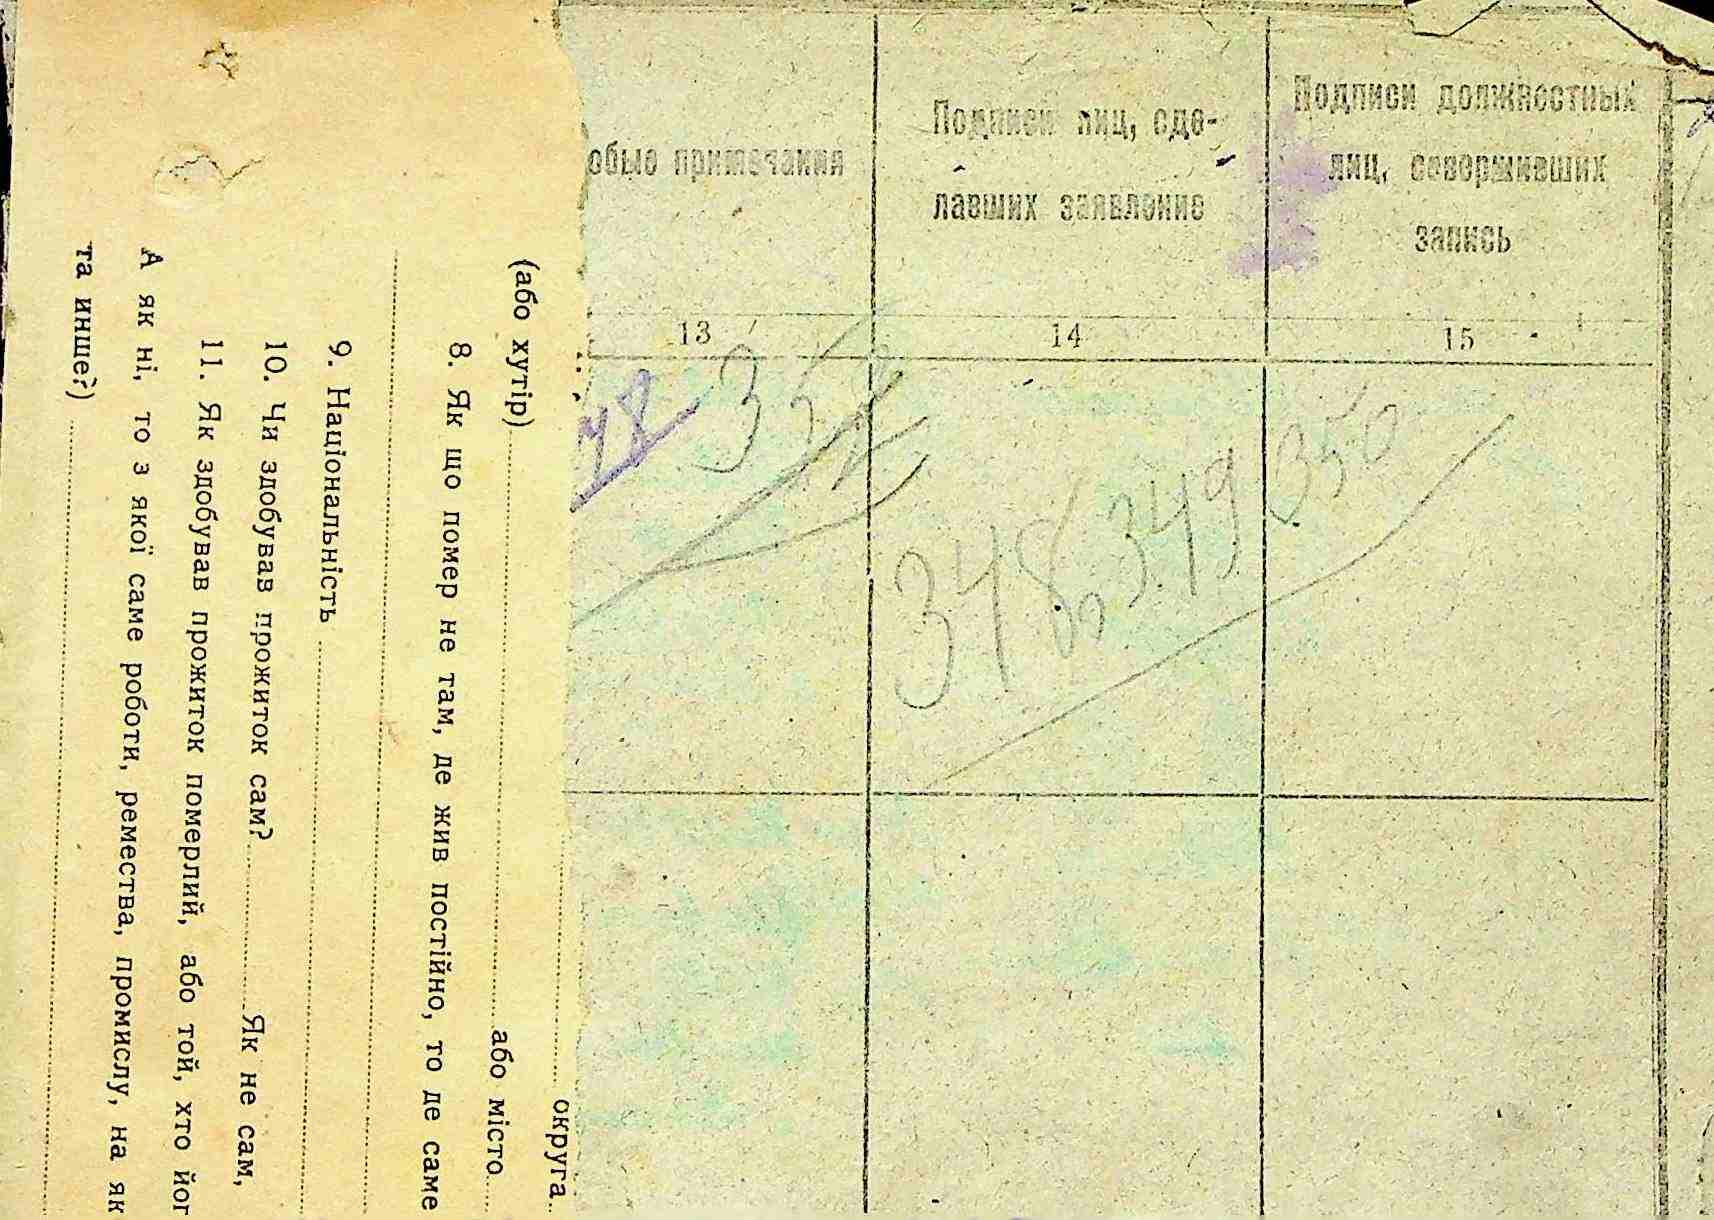 округа
(або хутір) або місто
8. Як що помер не там, де жив постійно, то де саме
9. Національність
10. Чи здобував прожиток сам? Як не сам,
11. Як здобував прожиток померлий, або той, хто йог
А як ні, то з якої саме роботи, ремества, промислу, на як
та инше?)
обые примечания
Подписи лиц, сде-
лавших заявление
Подписи должностных
лиц, совершивших
запись
13
14
15
348, 349 350